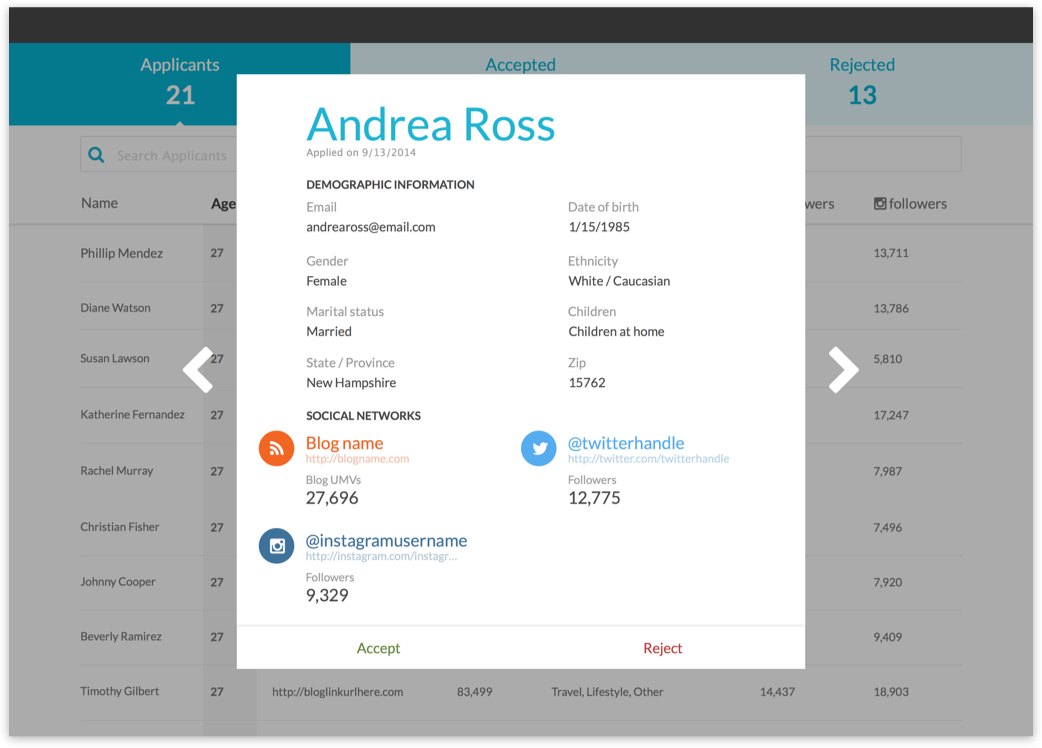 Applicants
21
Accepted
Rejected
13
Search Applicants
Name
Age
wers
followers
Phillip Mendez 27 13,711
Diane Watson 27 13,786
Susan Lawson 27 5,810
Katherine Fernandez 27 17,247
Rachel Murray 27 7,987
Christian Fisher 27 7,496
Johnny Cooper 27 7,920
Beverly Ramirez 27 9,409
Timothy Gilbert 27 http://bloglinkurlhere.com 83,499 Travel, Lifestyle, Other 14,437 18,903
Andrea Ross
Applied on 9/13/2014
DEMOGRAPHIC INFORMATION
Email
andreaross@email.com
Date of birth
1/15/1985
Gender
Female
Ethnicity
White / Caucasian
Marital status
Married
Children
Children at home
State / Province
New Hampshire
Zip
15762
SOCICAL NETWORKS
Blog name
http://blogname.com
Blog UMVs
27,696
@twitterhandle
http://twitter.com/twitterhandle
Followers
12,775
@instagramusername
http://instagram.com/instagr...
Followers
9,329
Accept
Reject